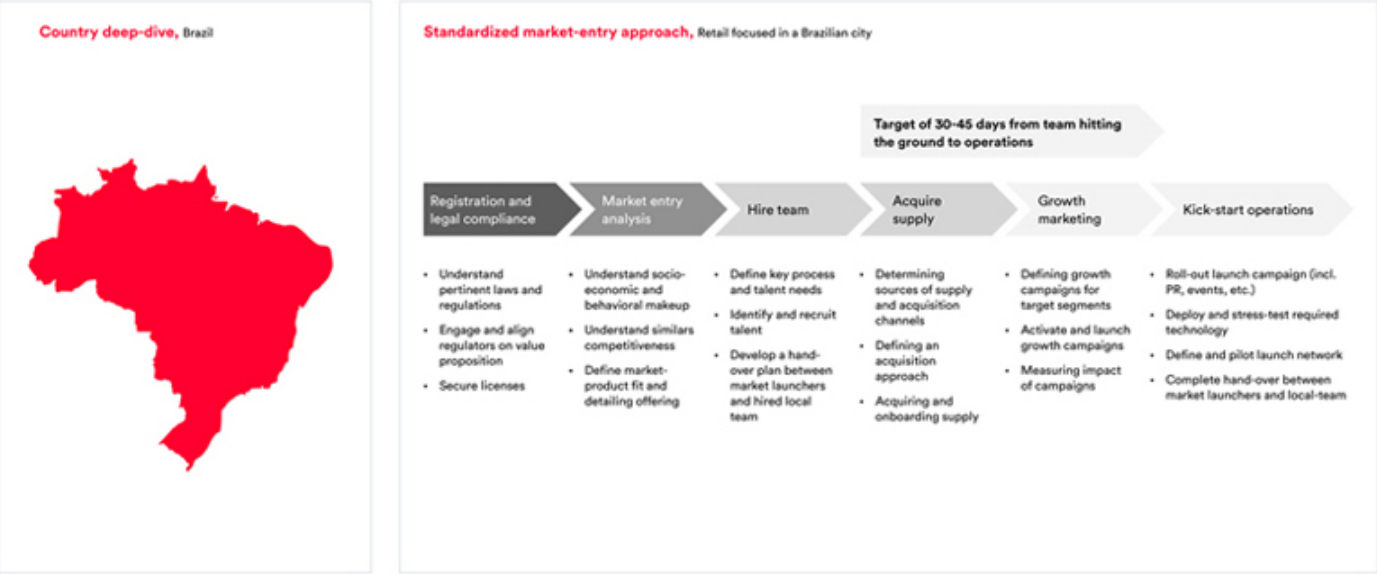 Country deep-dive, Brazil
Standardized market-entry approach, Retail focused in a Brazilian city
Target of 30-45 days from team hitting
the ground to operations
Registration and
legal compliance
Market entry
analysis
Hire team
Acquire
supply
Growth
marketing
Kick-start operations
• Understand
pertinent laws and
regulations
• Engage and align
regulators on value
proposition
• Secure licenses
• Understand socio-
economic and
behavioral makeup
• Understand similars
competitiveness
• Define market-
product fit and
detailing offering
• Define key process
and talent needs
• Identify and recruit
talent
• Develop a hand-
over plan between
market launchers
and hired local
team
• Determining
sources of supply
and acquisition
channels
• Defining an
acquisition
approach
• Acquiring and
onboarding supply
• Defining growth
campaigns for
target segments
• Activate and launch
growth campaigns
• Measuring impact
of campaigns
• Roll-out launch campaign (incl.
PR, events, etc.)
• Deploy and stress-test required
technology
• Define and pilot launch network
• Complete hand-over between
market launchers and local-team